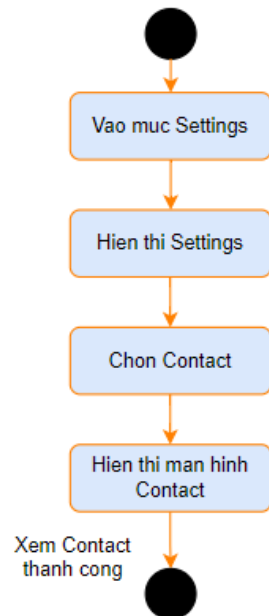 Vao muc Settings
Hien thi Settings
Chon Contact
Hien thi man hinh
Contact
Xem Contact
thanh cong